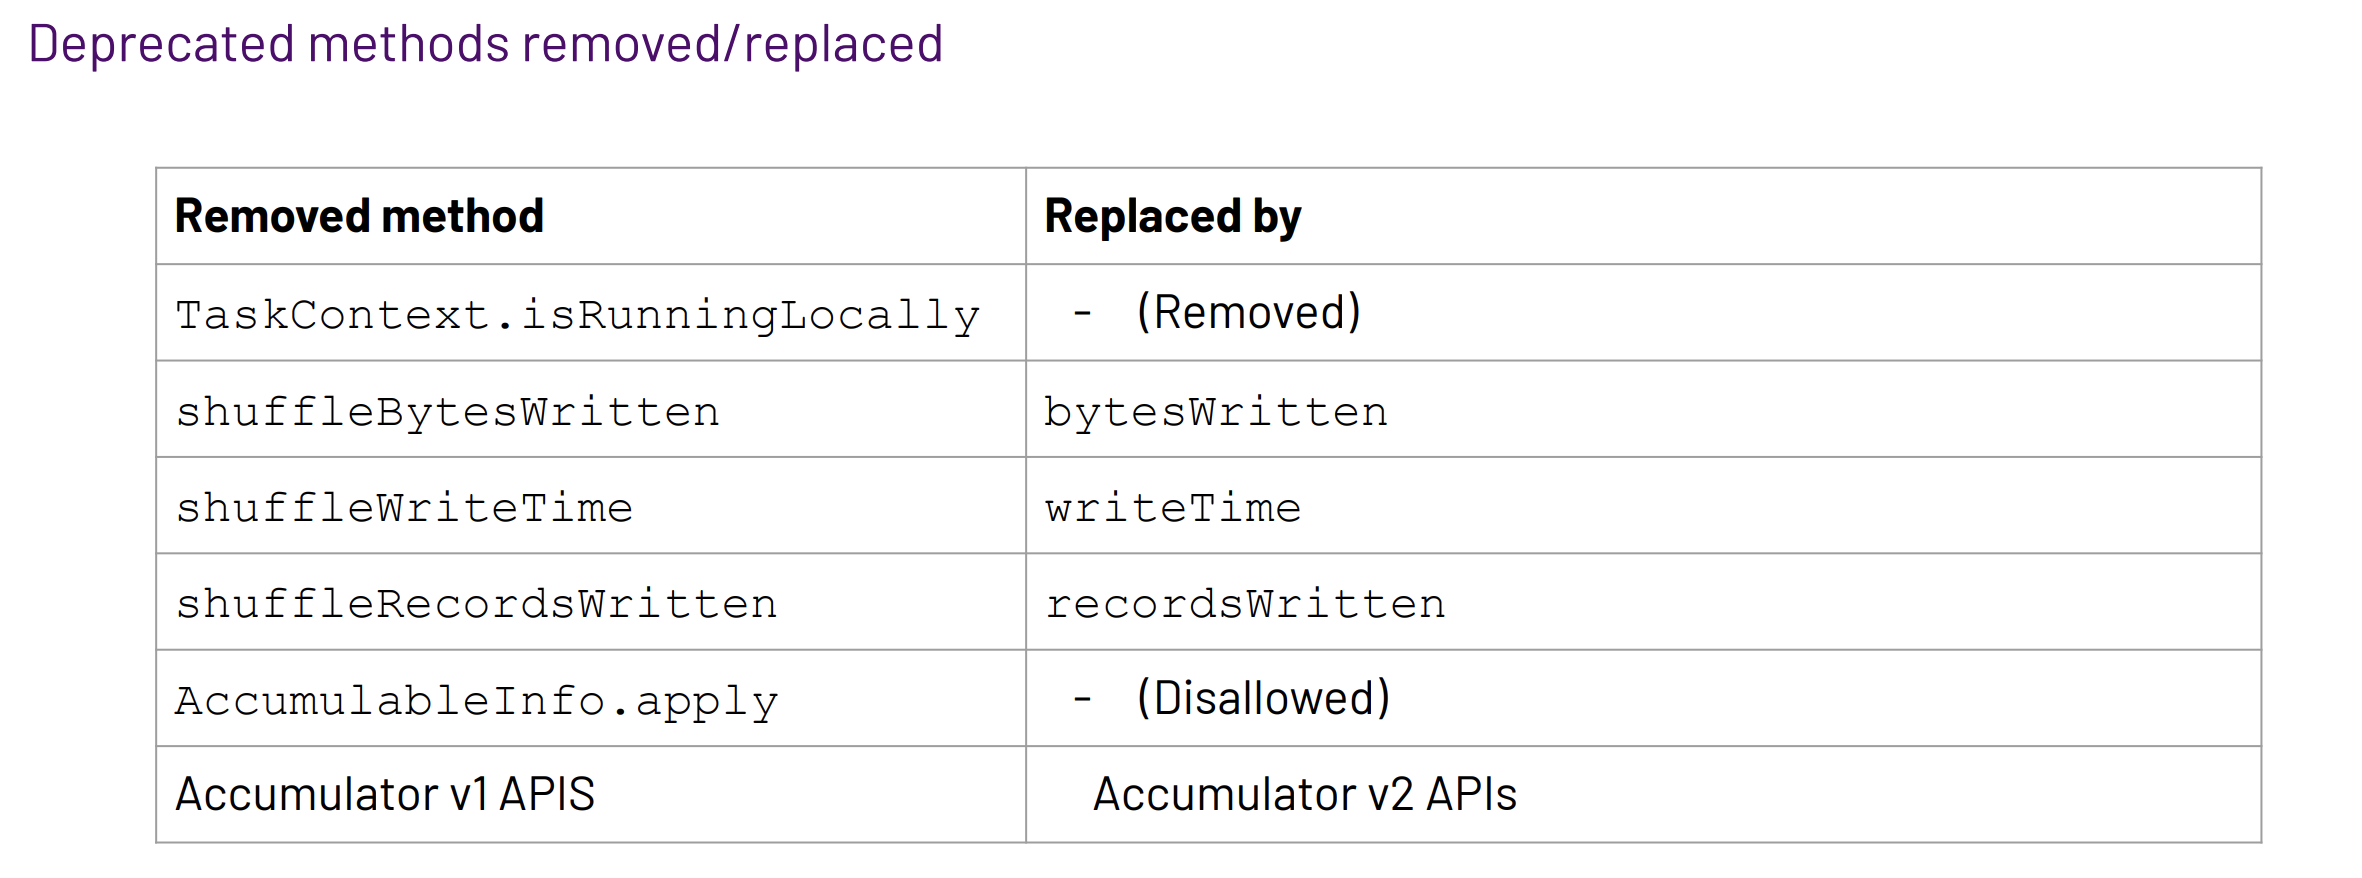 Deprecated methods removed/replaced
Removed method Replaced by
TaskContext.isRunningLocally - (Removed)
shuffleBytesWritten bytesWritten
shuffleWriteTime writeTime
shuffleRecordsWritten recordsWritten
AccumulableInfo.apply - (Disallowed)
Accumulator v1 APIS Accumulator v2 APIs